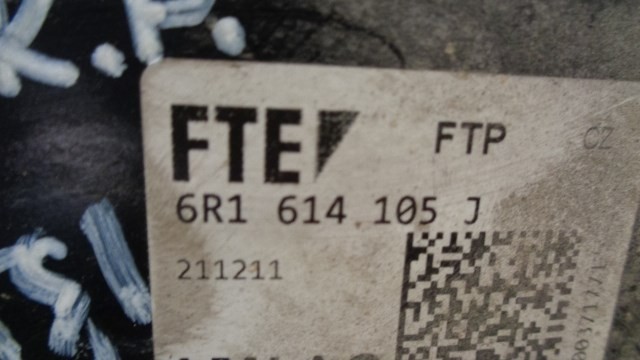 R.P.
FTE FTP CZ
6R1 614 105 J
211211